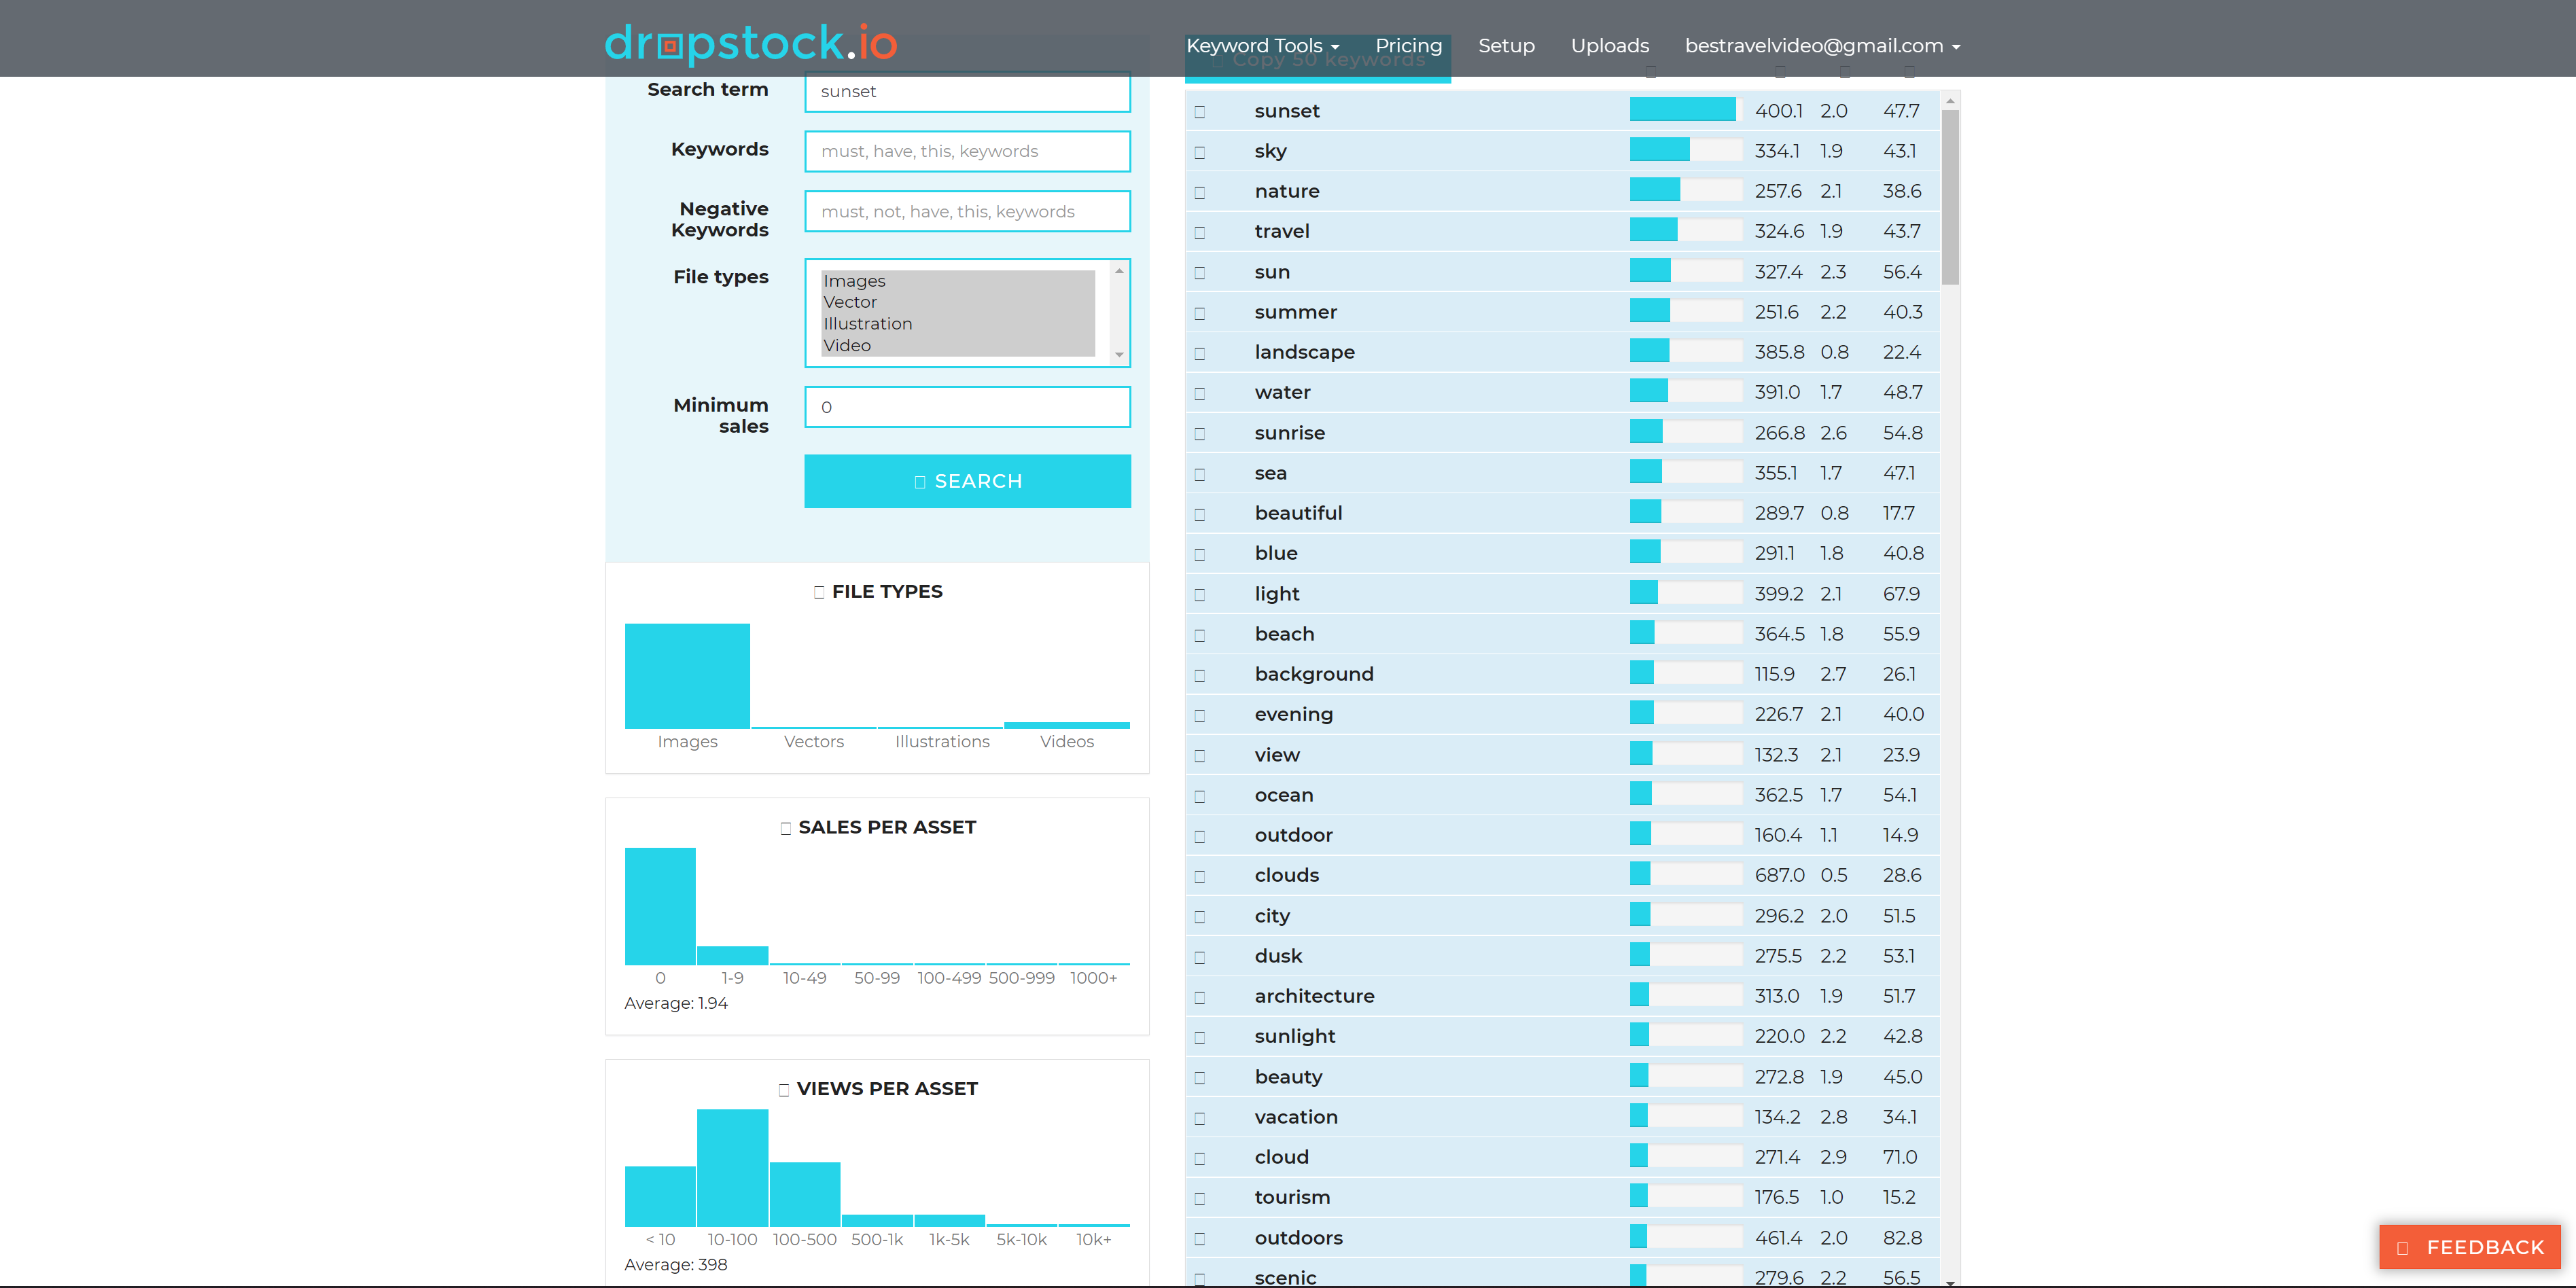 dropstock.io
Keyword Tools Pricing Setup Uploads bestravelvideo@gmail.com
Copy 50 keywords
Search term
sunset
Keywords
must, have, this, keywords
Negative
Keywords
must, not, have, this, keywords
File types
Images
Vector
Illustration
Video
Minimum
sales
0
SEARCH
FILE TYPES
Images Vectors Illustrations Videos
SALES PER ASSET
0 1-9 10-49 50-99 100-499 500-999 1000+
Average: 1.94
VIEWS PER ASSET
< 10 10-100 100-500 500-1k 1k-5k 5k-10k 10k+
Average: 398
sunset 400.1 2.0 47.7
sky 334.1 1.9 43.1
nature 257.6 2.1 38.6
travel 324.6 1.9 43.7
sun 327.4 2.3 56.4
summer 251.6 2.2 40.3
landscape 385.8 0.8 22.4
water 391.0 1.7 48.7
sunrise 266.8 2.6 54.8
sea 355.1 1.7 47.1
beautiful 289.7 0.8 17.7
blue 291.1 1.8 40.8
light 399.2 2.1 67.9
beach 364.5 1.8 55.9
background 115.9 2.7 26.1
evening 226.7 2.1 40.0
view 132.3 2.1 23.9
ocean 362.5 1.7 54.1
outdoor 160.4 1.1 14.9
clouds 687.0 0.5 28.6
city 296.2 2.0 51.5
dusk 275.5 2.2 53.1
architecture 313.0 1.9 51.7
sunlight 220.0 2.2 42.8
beauty 272.8 1.9 45.0
vacation 134.2 2.8 34.1
cloud 271.4 2.9 71.0
tourism 176.5 1.0 15.2
outdoors 461.4 2.0 82.8
scenic 279.6 2.2 56.5
FEEDBACK